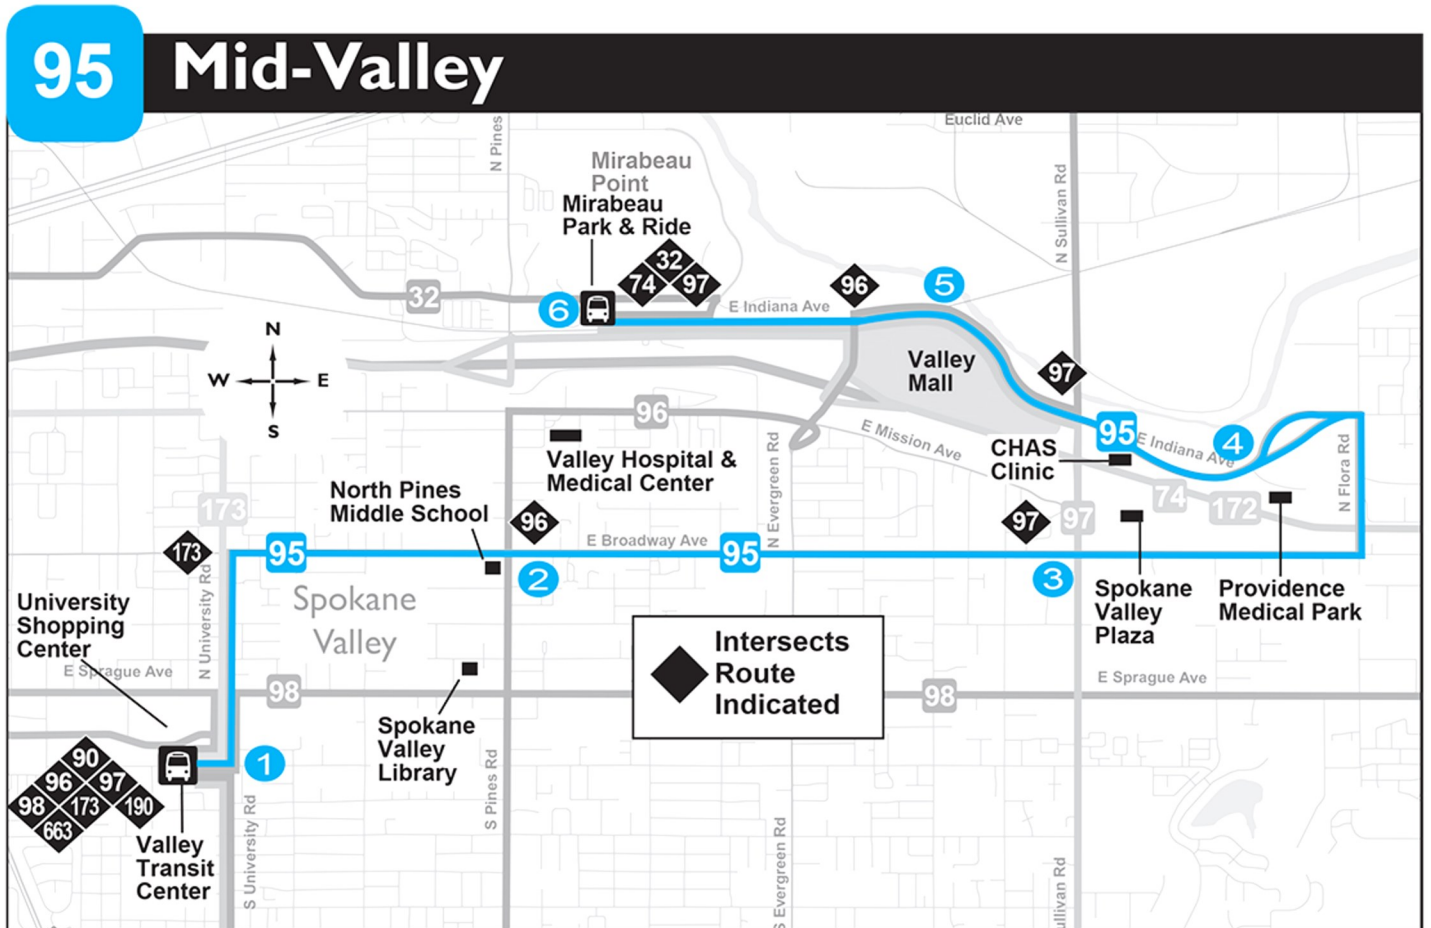 95 Mid-Valley
Euclid Ave
N Pines
Mirabeau
Point
Mirabeau
Park & Ride
N Sullivan Rd
32
74 97
96
5
32
6
E Indiana Ave
N
W E
S
Valley
Mall
97
96
E Mission Ave
95
E Indiana Ave
4
CHAS
Clinic
N Flora Rd
Valley Hospital &
Medical Center
N Evergreen Rd
North Pines
Middle School
173
74
172
96
97
97
173
95
E Broadway Ave
95
2
3
N University Rd
University
Shopping
Center
E Sprague Ave
Spokane
Valley
Spokane
Valley
Plaza
Providence
Medical Park
Intersects
Route
Indicated
98
98
E Sprague Ave
Spokane
Valley
Library
1
90
96 97
98 173 190
663
Valley
Transit
Center
S University Rd
S Pines Rd
S Evergreen Rd
ullivan Rd